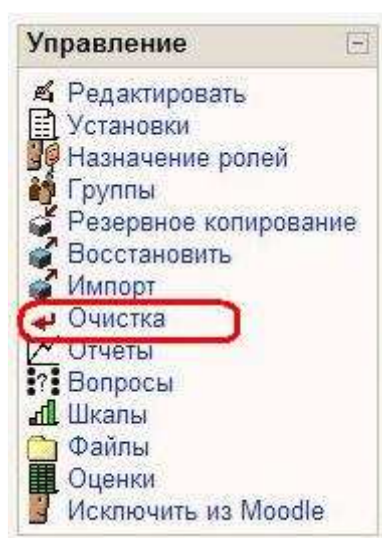 Управление
Редактировать
Установки
Назначение ролей
Группы
Резервное копирование
Восстановить
Импорт
Очистка
Отчеты
Вопросы
Шкалы
Файлы
Оценки
Исключить из Moodle